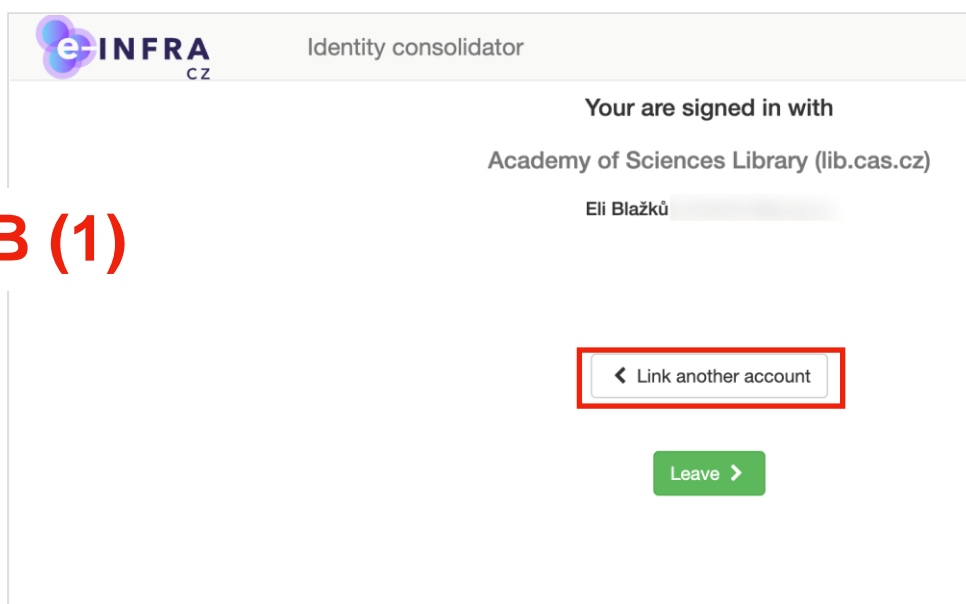 e-INFRA
CZ
Identity consolidator
Your are signed in with
Academy of Sciences Library (lib.cas.cz)
Eli Blažků
B (1)
Link another account
Leave